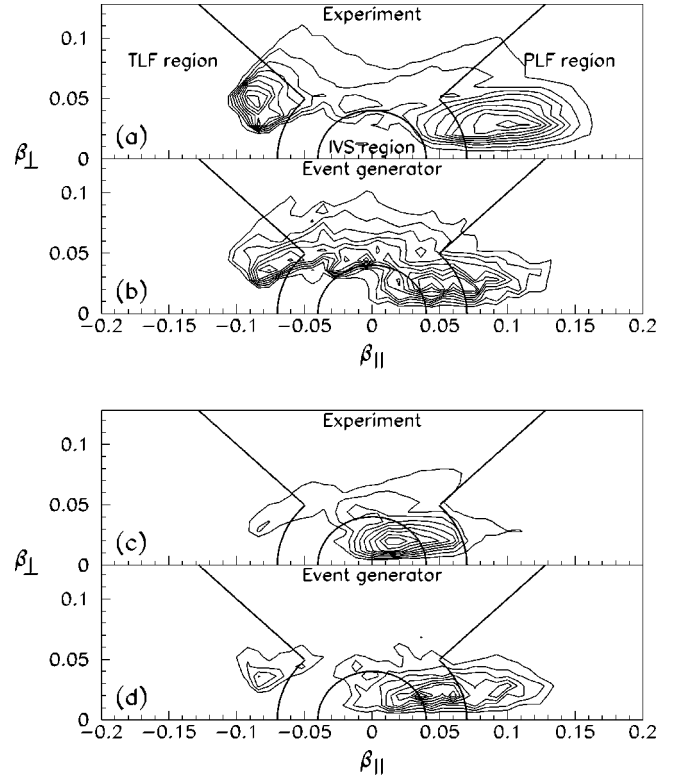 Experiment
TLF region
PLF region
0.1
0.05
β⊥
(a)
IVS region
0
Event generator
0.1
0.05
(b)
0
−0.2 −0.15 −0.1 −0.05 0 0.05 0.1 0.15 0.2
β||
Experiment
0.1
0.05
(c)
β⊥
0
Event generator
0.1
0.05
(d)
0
−0.2 −0.15 −0.1 −0.05 0 0.05 0.1 0.15 0.2
β||